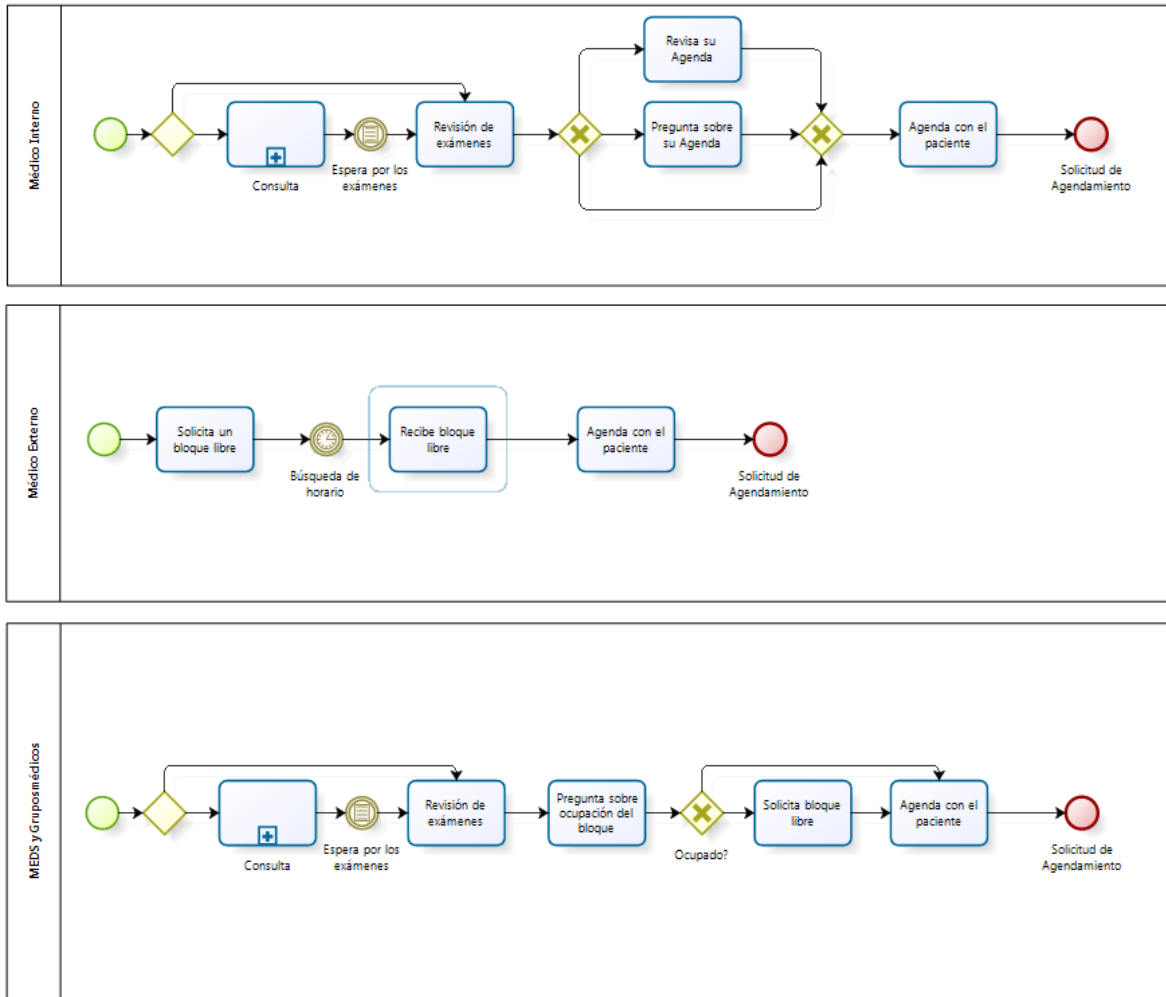 Médico Interno
Revisa su
Agenda
Consulta
Espera por los
exámenes
Revisión de
exámenes
Pregunta sobre
su Agenda
Agenda con el
paciente
Solicitud de
Agendamiento
Médico Externo
Solicita un
bloque libre
Búsqueda de
horario
Recibe bloque
libre
Agenda con el
paciente
Solicitud de
Agendamiento
MEDS y Gruposmédicos
Consulta
Espera por los
exámenes
Revisión de
exámenes
Pregunta sobre
ocupación del
bloque
Ocupado?
Solicita bloque
libre
Agenda con el
paciente
Solicitud de
Agendamiento